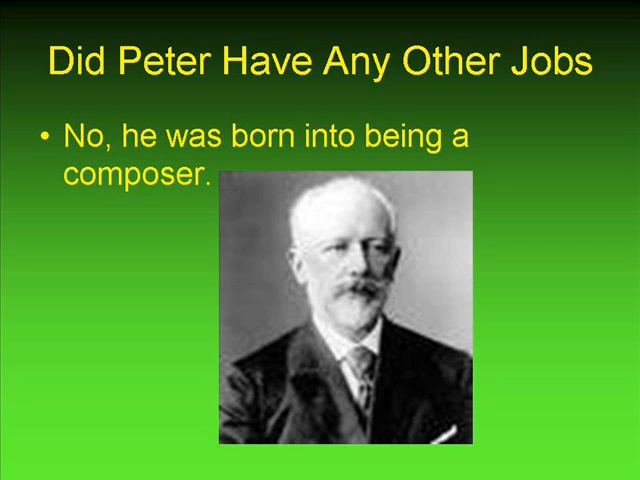 Did Peter Have Any Other Jobs
• No, he was born into being a
composer.